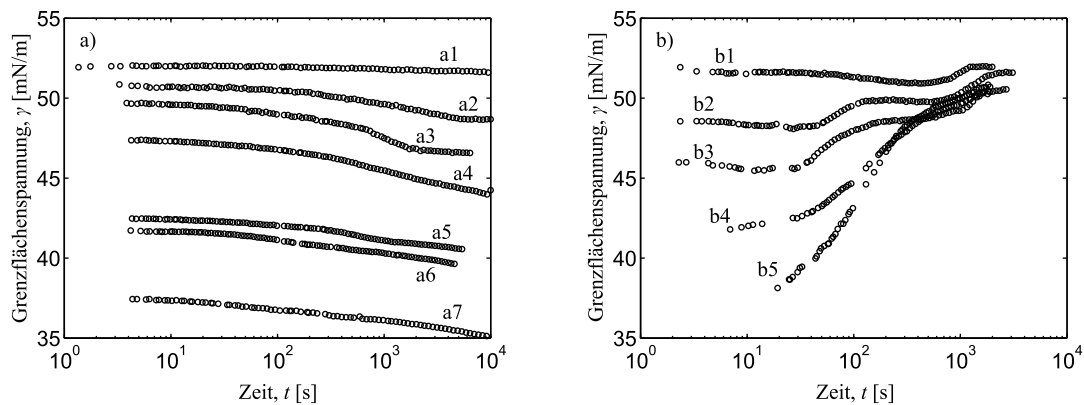 a)
55
50
45
40
35
Grenzflächenspannung, γ [mN/m]
a1
a2
a3
a4
a5
a6
a7
10^0 10^1 10^2 10^3 10^4
Zeit, t [s]
b)
55
50
45
40
35
Grenzflächenspannung, γ [mN/m]
b1
b2
b3
b4
b5
10^0 10^1 10^2 10^3 10^4
Zeit, t [s]